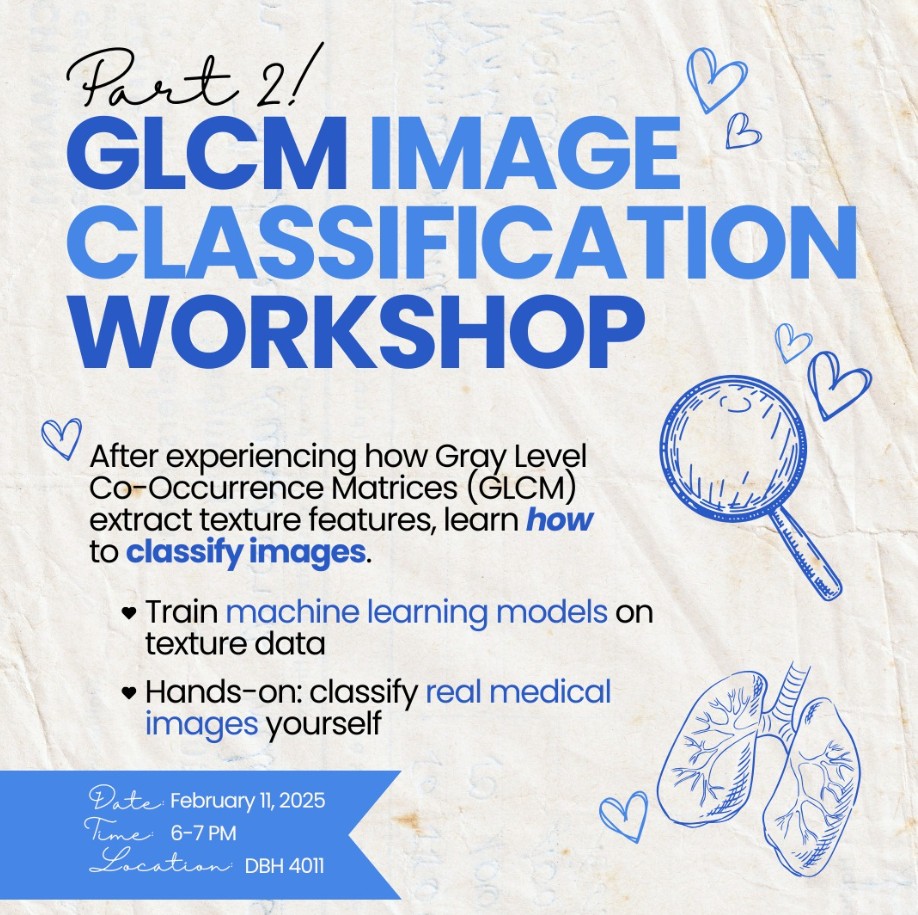 Part 2!
GLCM IMAGE
CLASSIFICATION
WORKSHOP
After experiencing how Gray Level
Co-Occurrence Matrices (GLCM)
extract texture features, learn how
to classify images.
Train machine learning models on
texture data
Hands-on: classify real medical
images yourself
Date: February 11, 2025
Time: 6-7 PM
Location: DBH 4011